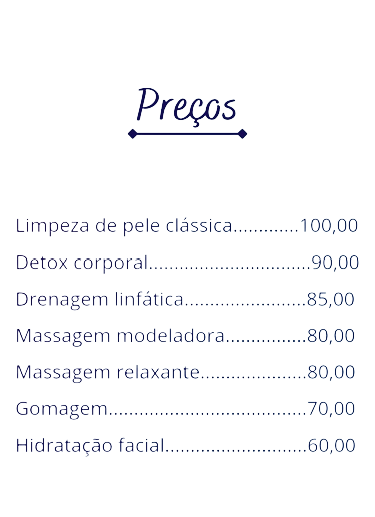 Preços
Limpeza de pele clássica.............100,00
Detox corporal................................90,00
Drenagem linfática........................85,00
Massagem modeladora................80,00
Massagem relaxante.....................80,00
Gomagem.......................................70,00
Hidratação facial............................60,00